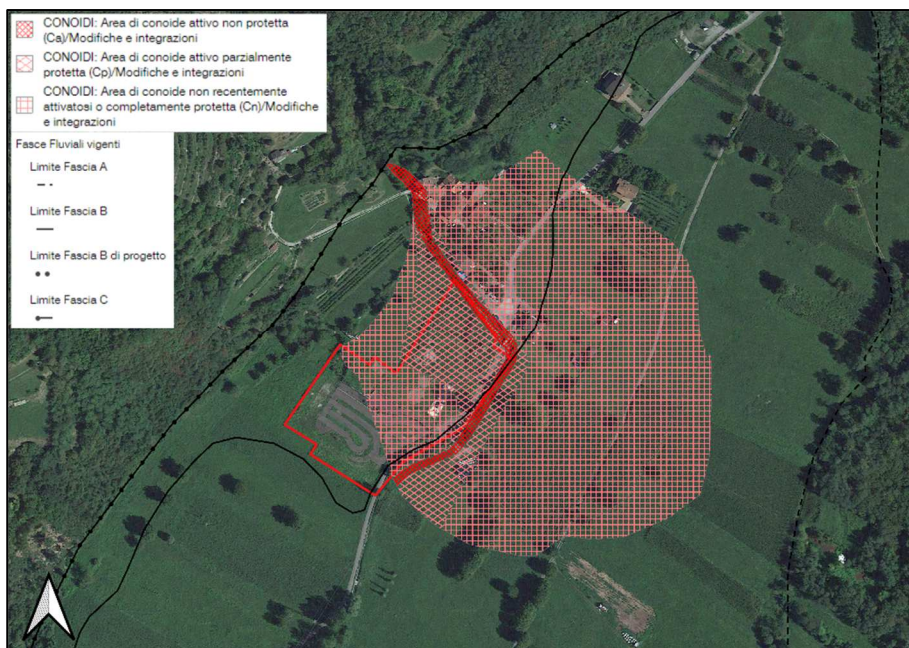 CONOIDI: Area di conoide attivo non protetta
(Ca)/Modifiche e integrazioni
CONOIDI: Area di conoide attivo parzialmente
protetta (Cp)/Modifiche e integrazioni
CONOIDI: Area di conoide non recentemente
attivatosi o completamente protetta (Cn)/Modifiche
e integrazioni
Fasce Fluviali vigenti
Limite Fascia A
Limite Fascia B
Limite Fascia B di progetto
Limite Fascia C